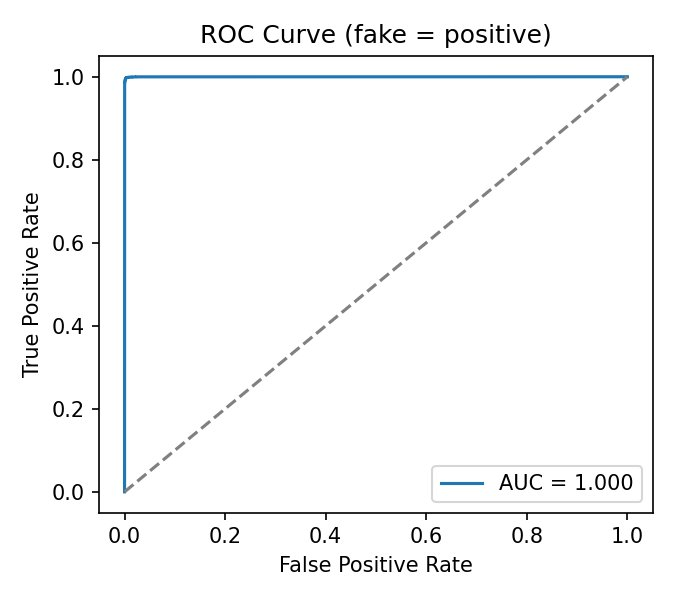 ROC Curve (fake = positive)
True Positive Rate
1.0
0.8
0.6
0.4
0.2
0.0
AUC = 1.000
0.0 0.2 0.4 0.6 0.8 1.0
False Positive Rate